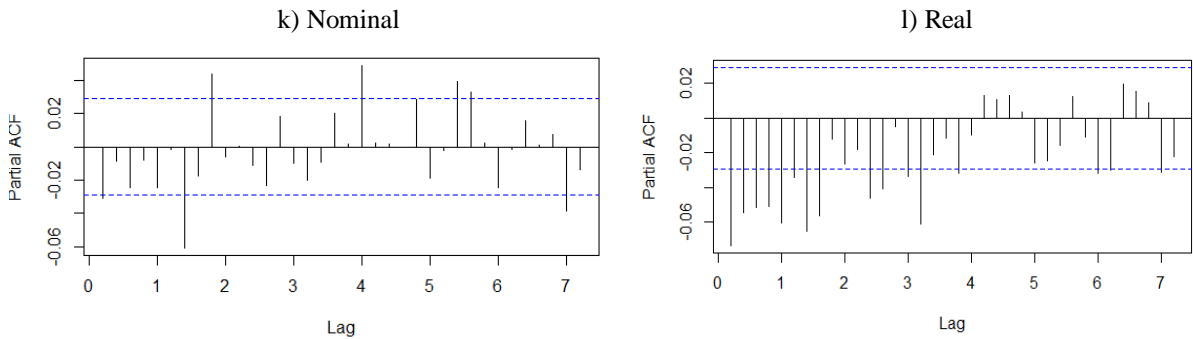 k) Nominal
l) Real
Partial ACF
0.02
-0.02
-0.06
0 1 2 3 4 5 6 7
Lag
Partial ACF
0.02
-0.02
-0.06
0 1 2 3 4 5 6 7
Lag